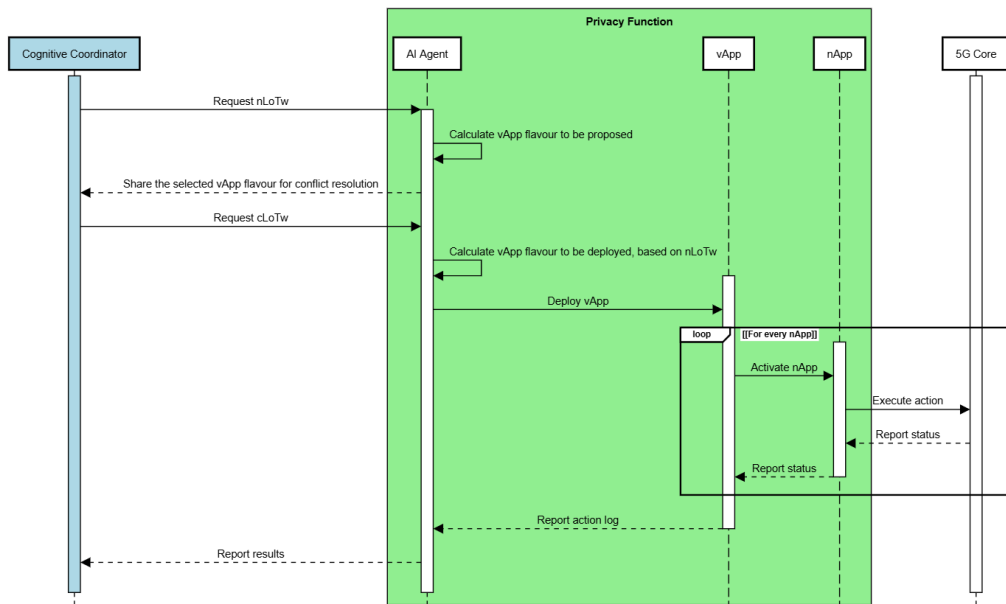 Privacy Function
Cognitive Coordinator
AI Agent
vApp
nApp
5G Core
Request nLoTw
Calculate vApp flavour to be proposed
Share the selected vApp flavour for conflict resolution
Request cLoTw
Calculate vApp flavour to be deployed, based on nLoTw
Deploy vApp
loop
[[For every nApp]]
Activate nApp
Execute action
Report status
Report status
Report action log
Report results